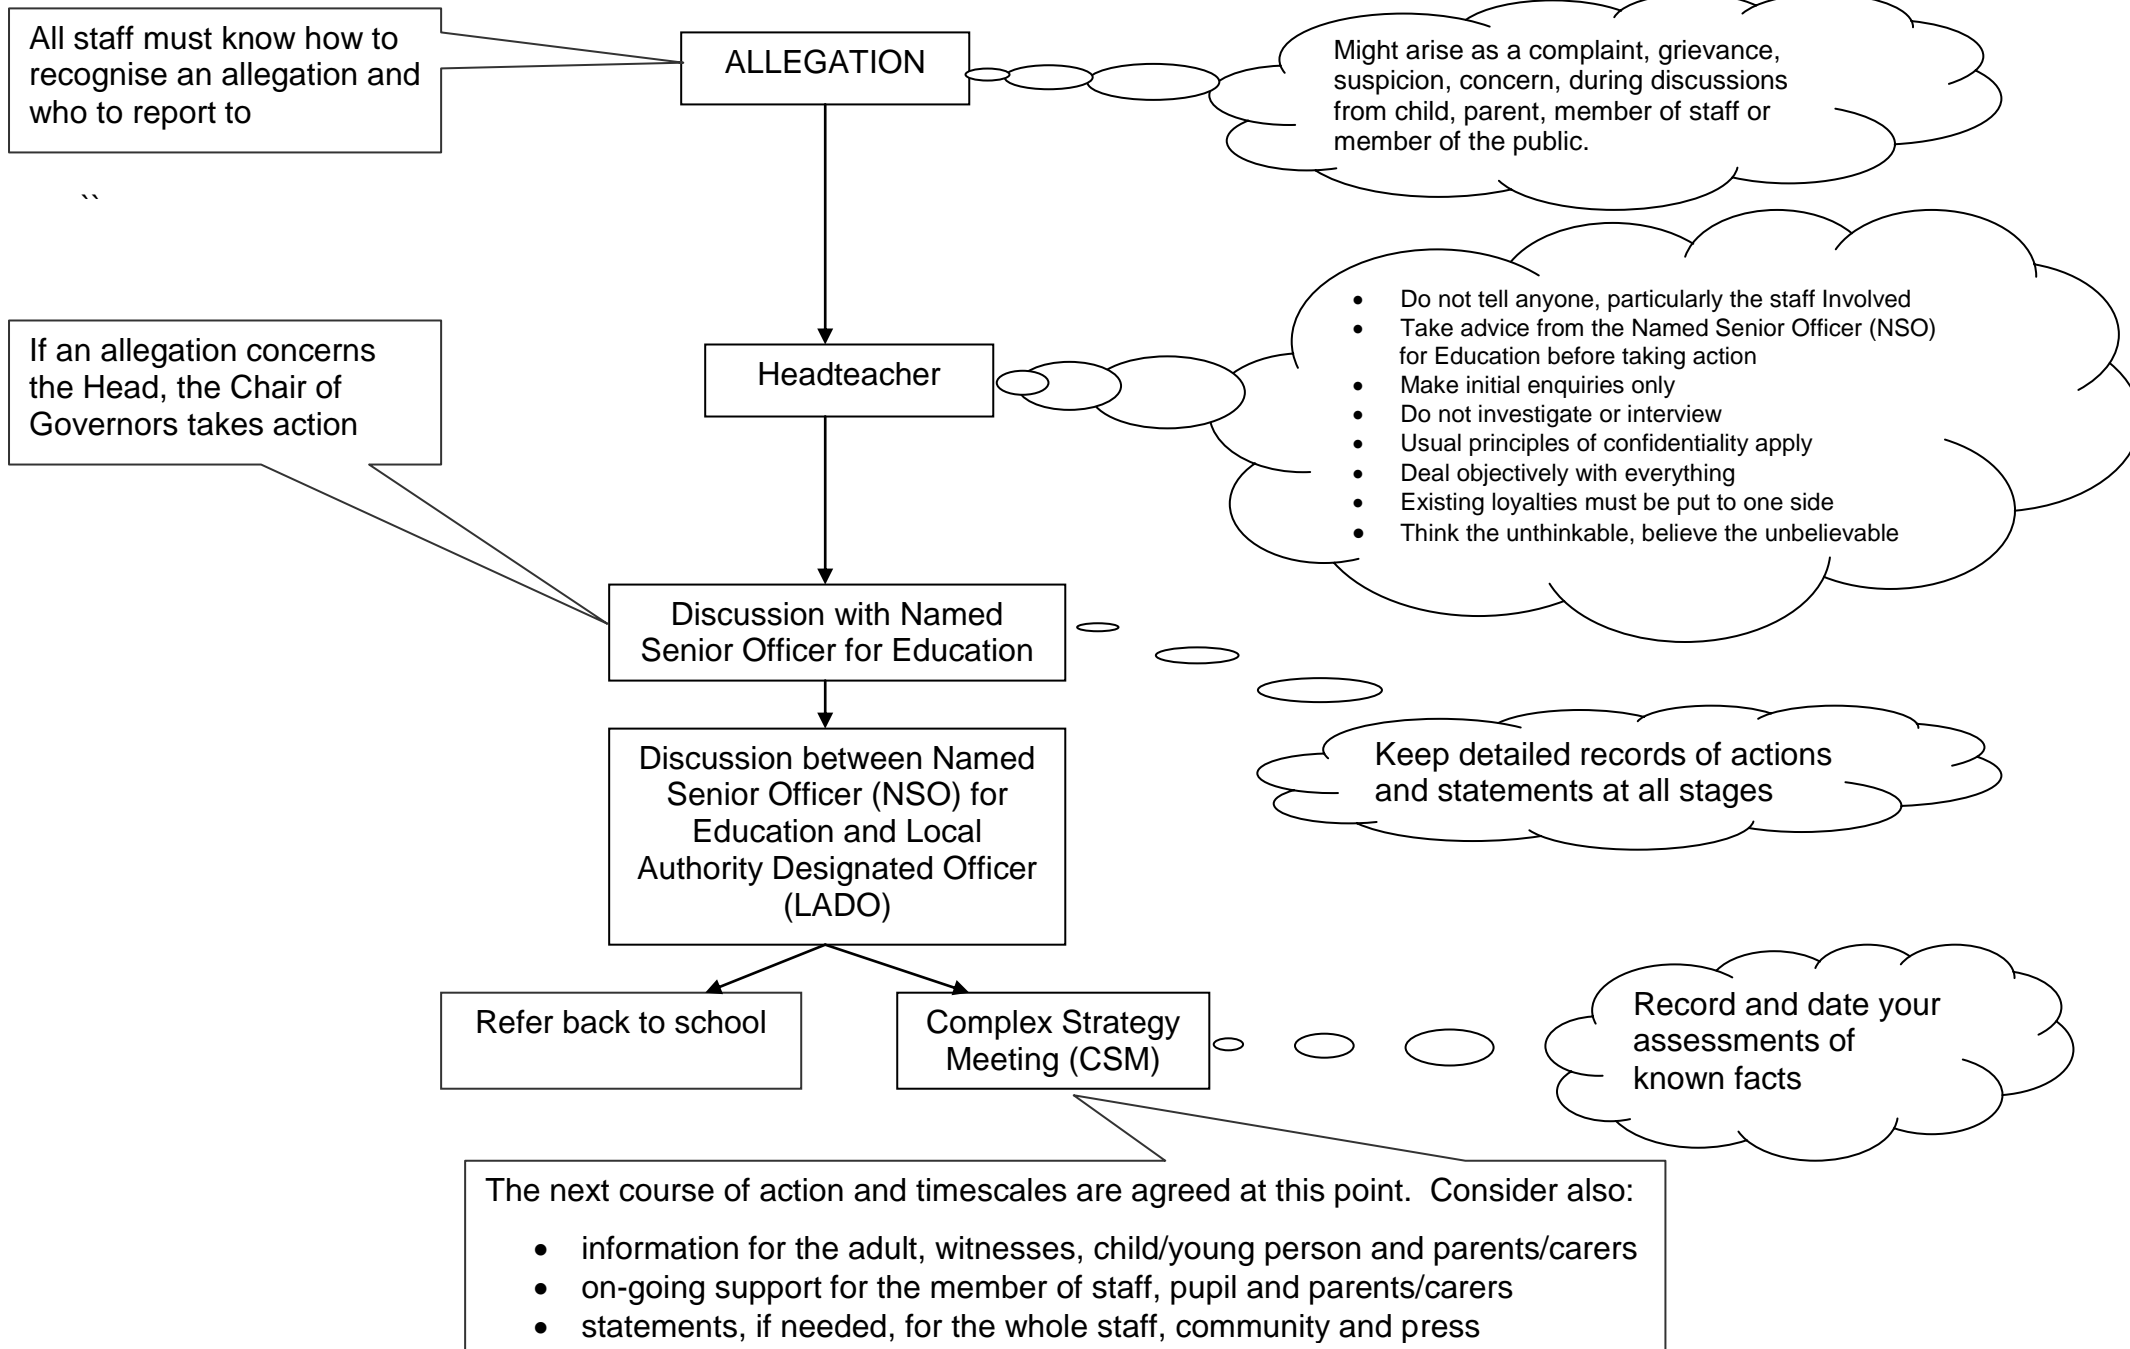 All staff must know how to
recognise an allegation and
who to report to
ALLEGATION
Might arise as a complaint, grievance,
suspicion, concern, during discussions
from child, parent, member of staff or
member of the public.
``
If an allegation concerns
the Head, the Chair of
Governors takes action
Headteacher
• Do not tell anyone, particularly the staff Involved
• Take advice from the Named Senior Officer (NSO)
for Education before taking action
• Make initial enquiries only
• Do not investigate or interview
• Usual principles of confidentiality apply
• Deal objectively with everything
• Existing loyalties must be put to one side
• Think the unthinkable, believe the unbelievable
Discussion with Named
Senior Officer for Education
Discussion between Named
Senior Officer (NSO) for
Education and Local
Authority Designated Officer
(LADO)
Keep detailed records of actions
and statements at all stages
Refer back to school
Complex Strategy
Meeting (CSM)
Record and date your
assessments of
known facts
The next course of action and timescales are agreed at this point.  Consider also:
• information for the adult, witnesses, child/young person and parents/carers
• on-going support for the member of staff, pupil and parents/carers
• statements, if needed, for the whole staff, community and press